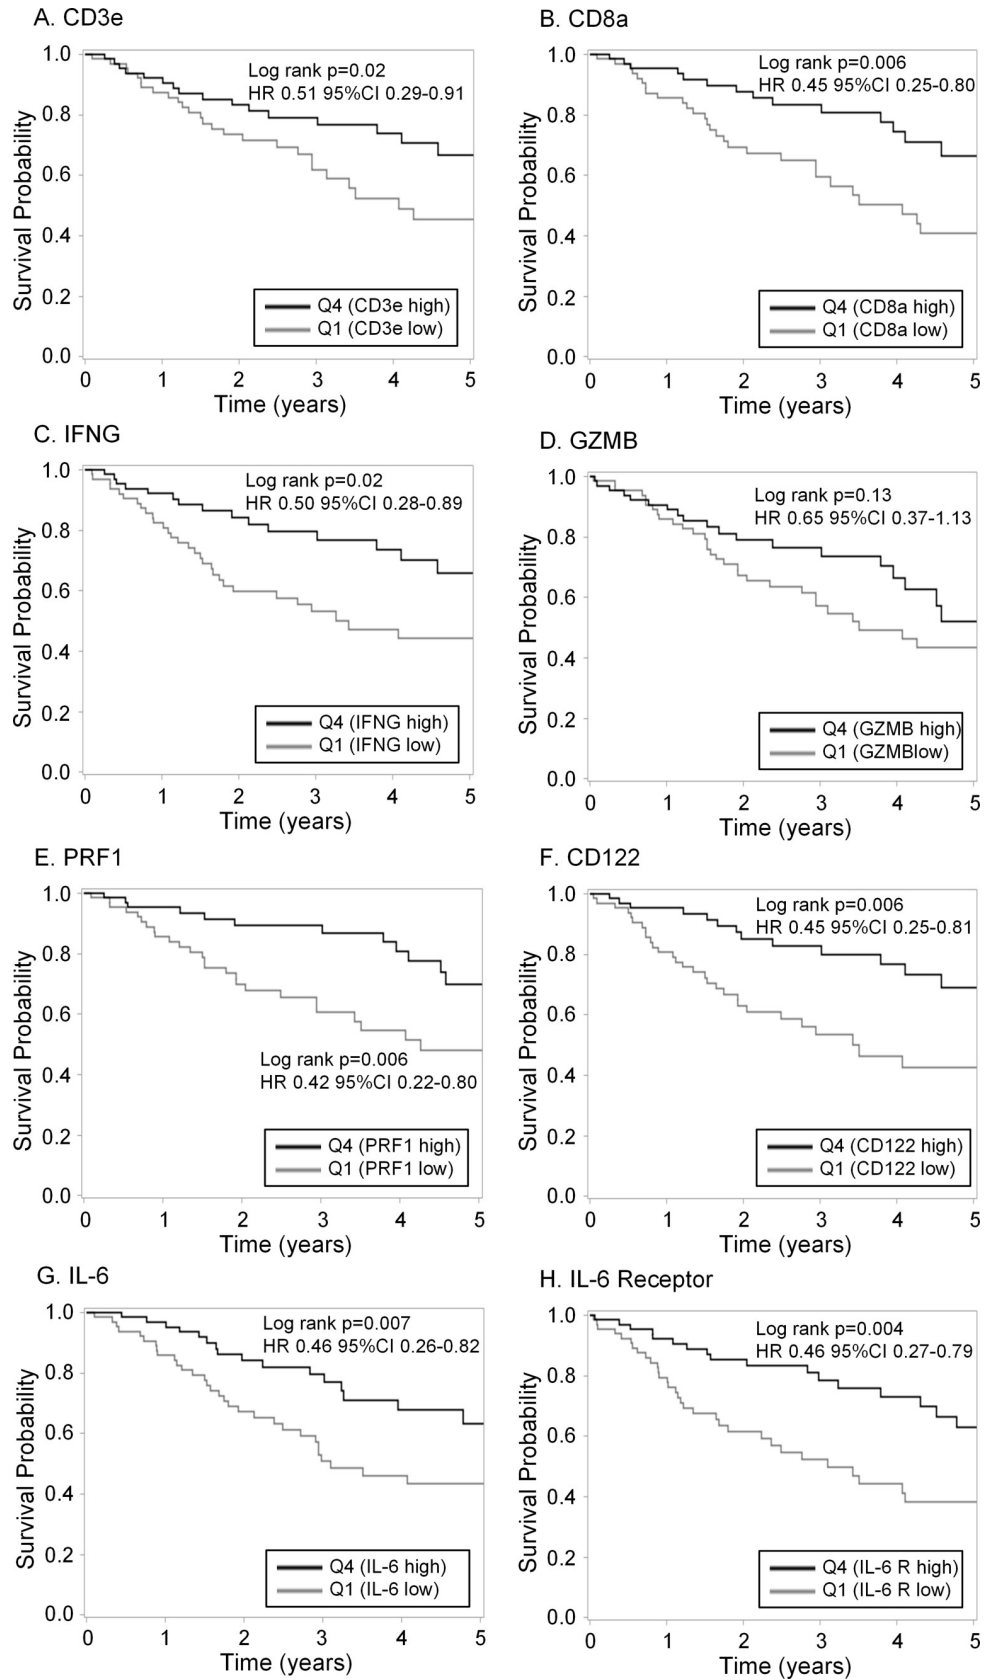 A. CD3e
Log rank p=0.02
HR 0.51 95%CI 0.29-0.91
Survival Probability
1.0
0.8
0.6
0.4
0.2
0.0
Q4 (CD3e high)
Q1 (CD3e low)
0 1 2 3 4 5
Time (years)
B. CD8a
Log rank p=0.006
HR 0.45 95%CI 0.25-0.80
Survival Probability
1.0
0.8
0.6
0.4
0.2
0.0
Q4 (CD8a high)
Q1 (CD8a low)
0 1 2 3 4 5
Time (years)
C. IFNG
Log rank p=0.02
HR 0.50 95%CI 0.28-0.89
Survival Probability
1.0
0.8
0.6
0.4
0.2
0.0
Q4 (IFNG high)
Q1 (IFNG low)
0 1 2 3 4 5
Time (years)
D. GZMB
Log rank p=0.13
HR 0.65 95%CI 0.37-1.13
Survival Probability
1.0
0.8
0.6
0.4
0.2
0.0
Q4 (GZMB high)
Q1 (GZMBlow)
0 1 2 3 4 5
Time (years)
E. PRF1
Survival Probability
1.0
0.8
0.6
0.4
0.2
0.0
Log rank p=0.006
HR 0.42 95%CI 0.22-0.80
Q4 (PRF1 high)
Q1 (PRF1 low)
0 1 2 3 4 5
Time (years)
F. CD122
Log rank p=0.006
HR 0.45 95%CI 0.25-0.81
Survival Probability
1.0
0.8
0.6
0.4
0.2
0.0
Q4 (CD122 high)
Q1 (CD122 low)
0 1 2 3 4 5
Time (years)
G. IL-6
Log rank p=0.007
HR 0.46 95%CI 0.26-0.82
Survival Probability
1.0
0.8
0.6
0.4
0.2
0.0
Q4 (IL-6 high)
Q1 (IL-6 low)
0 1 2 3 4 5
Time (years)
H. IL-6 Receptor
Log rank p=0.004
HR 0.46 95%CI 0.27-0.79
Survival Probability
1.0
0.8
0.6
0.4
0.2
0.0
Q4 (IL-6 R high)
Q1 (IL-6 R low)
0 1 2 3 4 5
Time (years)